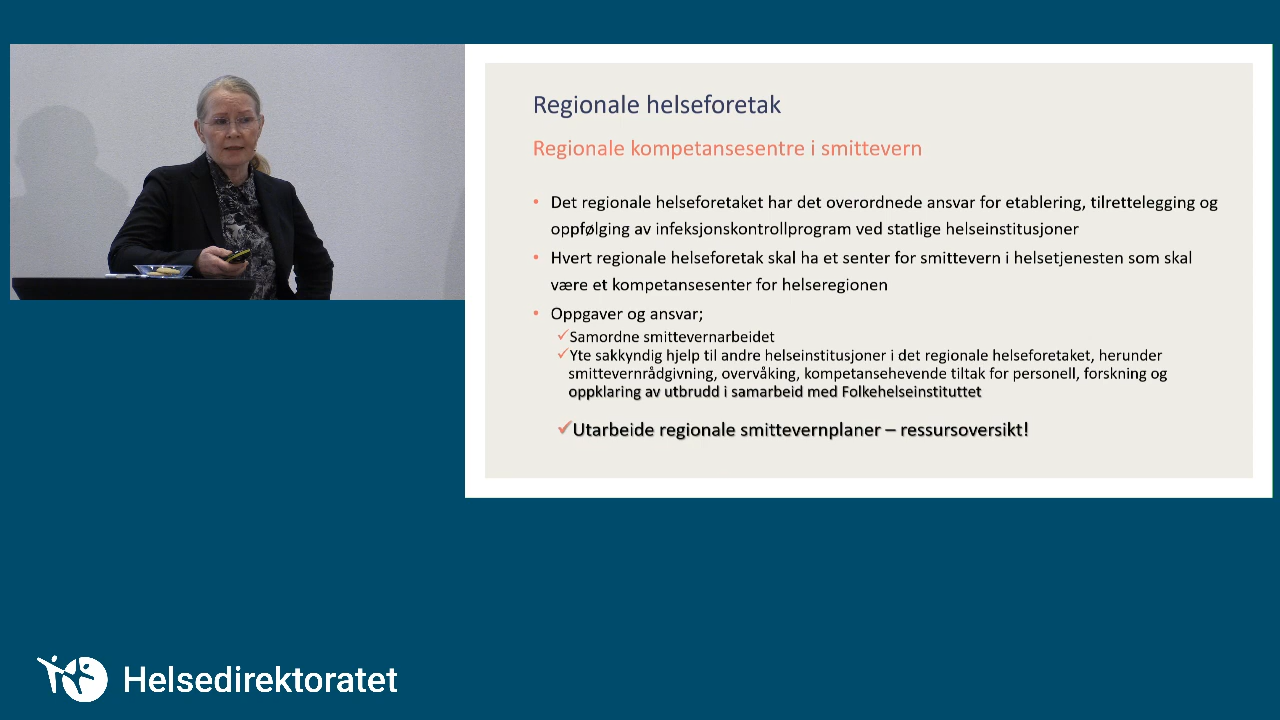 Regionale helseforetak
Regionale kompetansesentre i smittevern
• Det regionale helseforetaket har det overordnede ansvar for etablering, tilrettelegging og
oppfølging av infeksjonskontrollprogram ved statlige helseinstitusjoner
• Hvert regionale helseforetak skal ha et senter for smittevern i helsetjenesten som skal
være et kompetansesenter for helseregionen
• Oppgaver og ansvar;
✓Samordne smittevernarbeidet
✓Yte sakkyndig hjelp til andre helseinstitusjoner i det regionale helseforetaket, herunder
smittevernrådgivning, overvåking, kompetansehevende tiltak for personell, forskning og
oppklaring av utbrudd i samarbeid med Folkehelseinstituttet
✓Utarbeide regionale smittevernplaner – ressursoversikt!
Helsedirektoratet